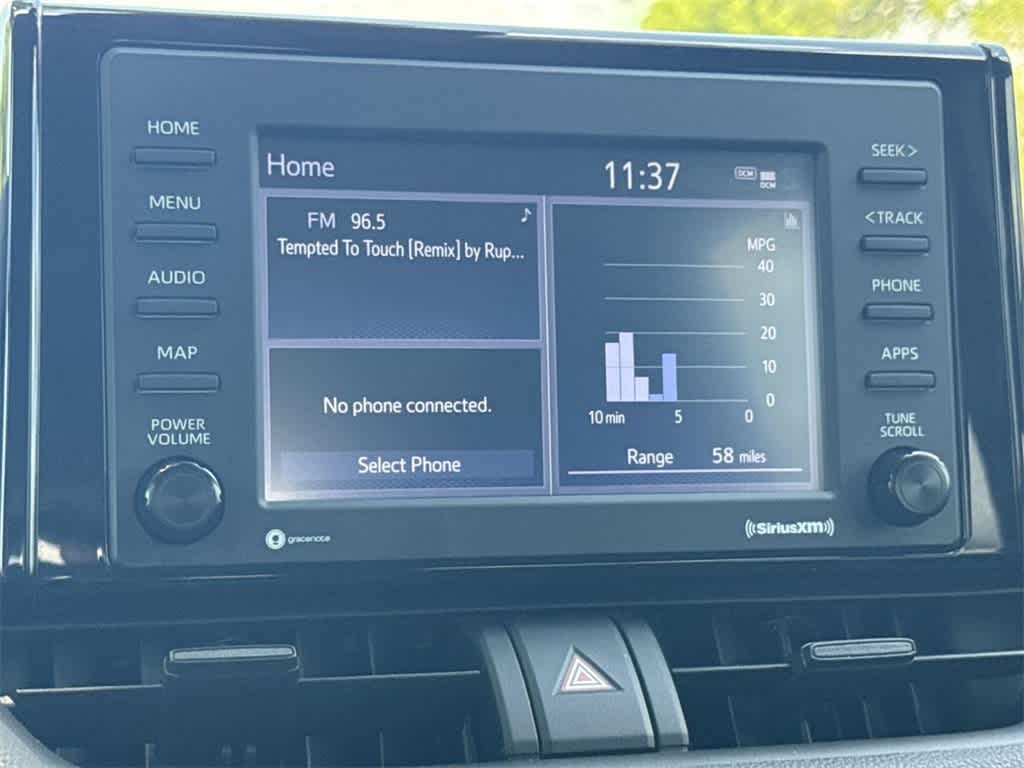 HOME
MENU
AUDIO
MAP
POWER
VOLUME
Home
11:37
DCM
DCM
FM 96.5
Tempted To Touch [Remix] by Rup...
No phone connected.
Select Phone
MPG
40
30
20
10
0
10 min 5 0
Range 58 miles
SEEK>
<TRACK
PHONE
APPS
TUNE
SCROLL
gracenote
((SiriusXM))